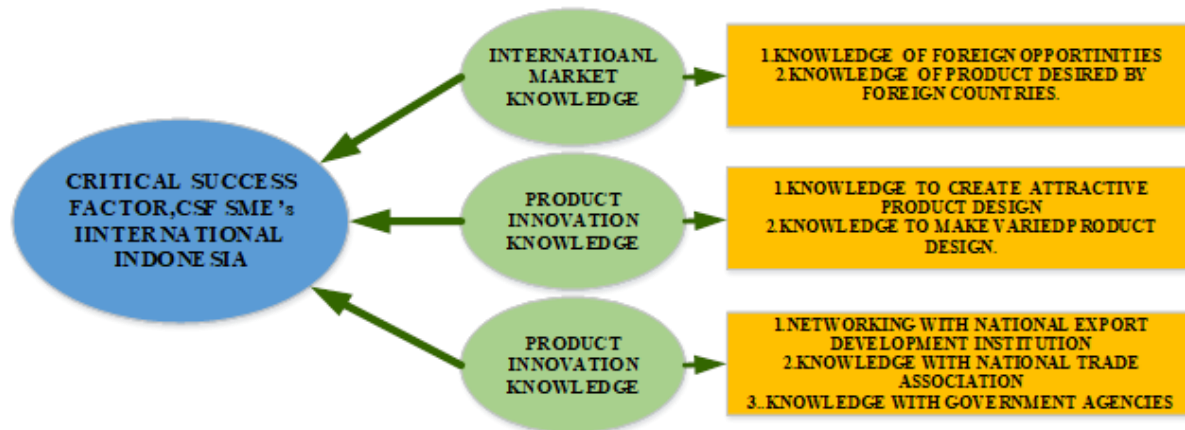 CRITICAL SUCCESS
FACTOR,CSF SME's
IINTERNATIONAL
INDONESIA
INTERNATIOANL
MARKET
KNOWLEDGE
1.KNOWLEDGE OF FOREIGN OPPORTINITIES
2.KNOWLEDGE OF PRODUCT DESIRED BY
FOREIGN COUNTRIES.
PRODUCT
INNOVATION
KNOWLEDGE
1.KNOWLEDGE TO CREATE ATTRACTIVE
PRODUCT DESIGN
2.KNOWLEDGE TO MAKE VARIEDPRODUCT
DESIGN.
PRODUCT
INNOVATION
KNOWLEDGE
1.NETWORKING WITH NATIONAL EXPORT
DEVELOPMENT INSTITUTION
2.KNOWLEDGE WITH NATIONAL TRADE
ASSOCIATION
3..KNOWLEDGE WITH GOVERNMENT AGENCIES